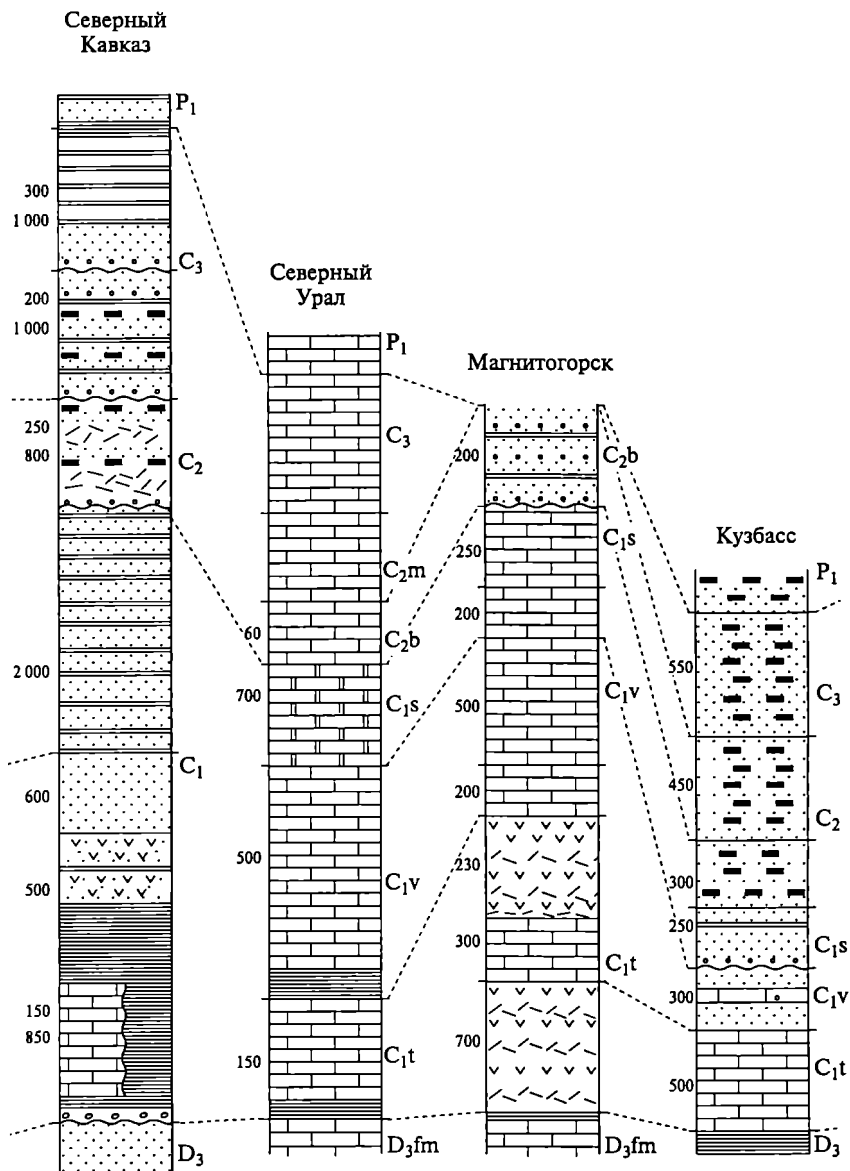 Северный
Кавказ
P₁
300
1 000
C₃
200
1 000
250
800
C₂
2 000
C₁
600
500
150
850
D₃
Северный
Урал
P₁
C₃
C₂m
60
C₂b
700
C₁s
500
C₁v
150
C₁t
D₃fm
Магнитогорск
200
C₂b
250
C₁s
200
500
C₁v
200
230
300
C₁t
700
D₃fm
Кузбасс
P₁
550
C₃
450
C₂
300
250
C₁s
300
C₁v
500
C₁t
D₃